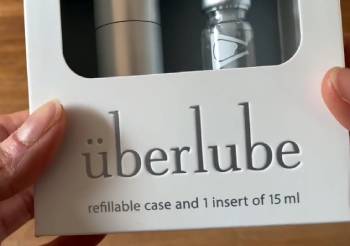 überlube
refillable case and 1 insert of 15 ml